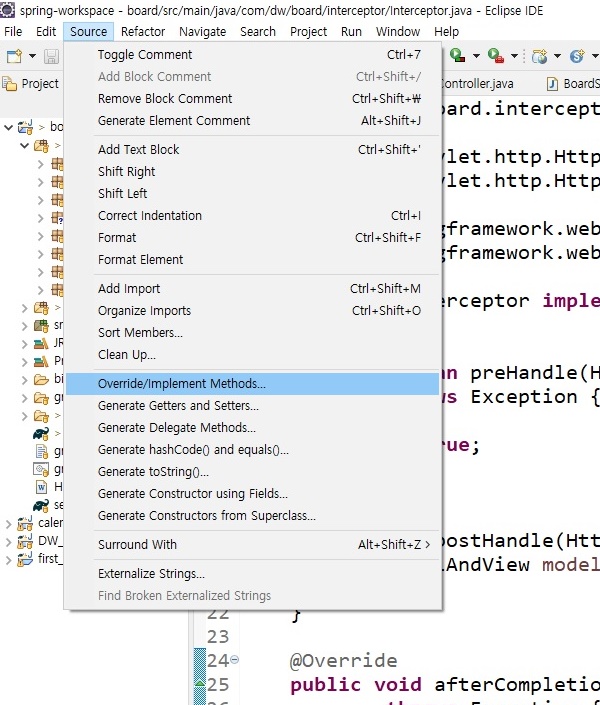 spring-workspace - board/src/main/java/com/dw/board/interceptor/Interceptor.java - Eclipse IDE
File Edit Source Refactor Navigate Search Project Run Window Help
Project
ontroller.java
BoardS
Toggle Comment Ctrl+7
Add Block Comment Ctrl+Shift+/
Remove Block Comment Ctrl+Shift+₩
Generate Element Comment Alt+Shift+J
Add Text Block Ctrl+Shift+'
Shift Right
Shift Left
Correct Indentation Ctrl+I
Format Ctrl+Shift+F
Format Element
Add Import Ctrl+Shift+M
Organize Imports Ctrl+Shift+O
Sort Members...
Clean Up...
Override/Implement Methods...
Generate Getters and Setters...
Generate Delegate Methods...
Generate hashCode() and equals()...
Generate toString()...
Generate Constructor using Fields...
Generate Constructors from Superclass...
Surround With Alt+Shift+Z >
Externalize Strings...
Find Broken Externalized Strings
> bo
sr
JR
Pr
bi
gr
>
gr
gr
H
se
calen
DW_
first_
oard.intercept
vlet.http.Http
vlet.http.Http
gframework.web
gframework.web
erceptor imple
an preHandle(H
ws Exception {
rue;
postHandle(Htt
lAndView model
22 }
23
24 @Override
25 public void afterCompletio
26 throws Exception {